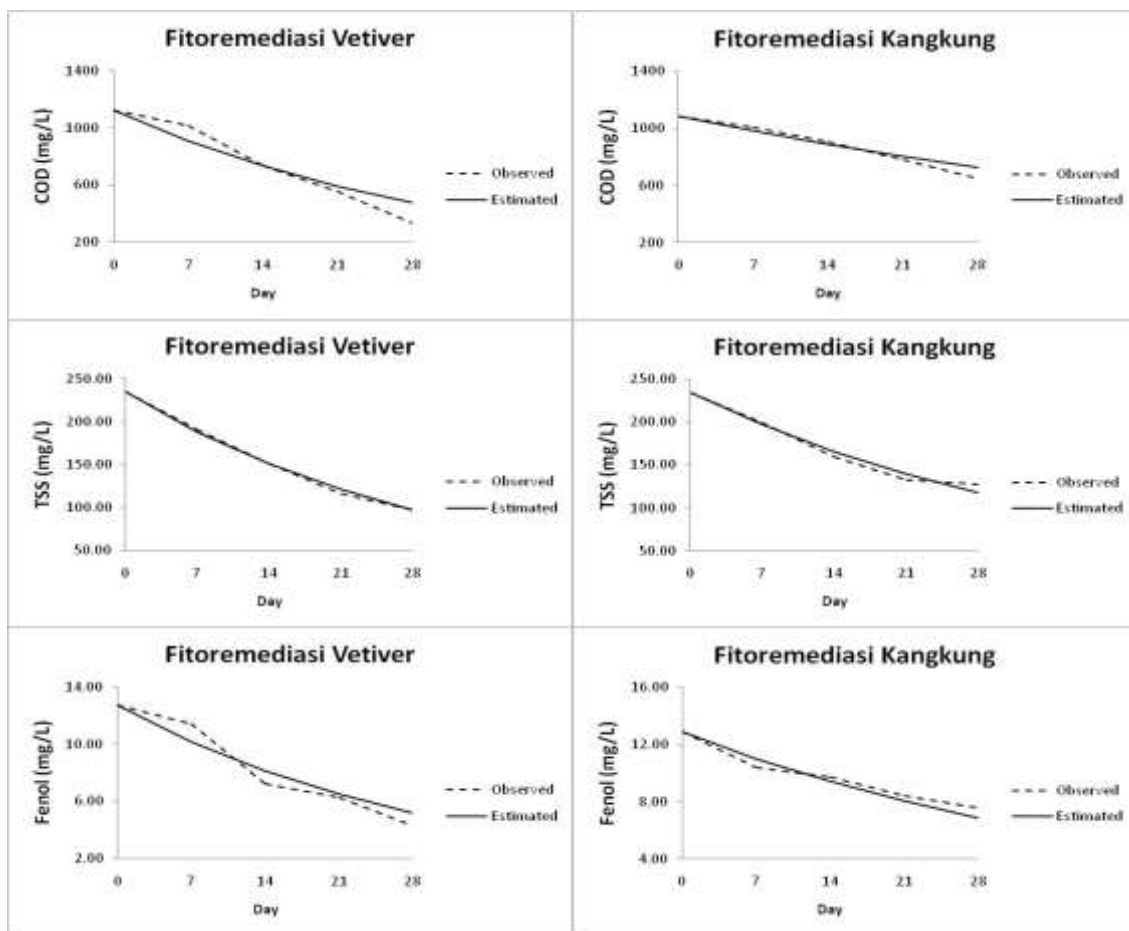 Fitoremediasi Vetiver
1400
1000
600
200
COD (mg/L)
0 7 14 21 28
Day
Observed
Estimated
Fitoremediasi Kangkung
1400
1000
600
200
COD (mg/L)
0 7 14 21 28
Day
Observed
Estimated
Fitoremediasi Vetiver
250.00
200.00
150.00
100.00
50.00
TSS (mg/L)
0 7 14 21 28
Day
Observed
Estimated
Fitoremediasi Kangkung
250.00
200.00
150.00
100.00
50.00
TSS (mg/L)
0 7 14 21 28
Day
Observed
Estimated
Fitoremediasi Vetiver
14.00
10.00
6.00
2.00
Fenol (mg/L)
0 7 14 21 28
Day
Observed
Estimated
Fitoremediasi Kangkung
16.00
12.00
8.00
4.00
Fenol (mg/L)
0 7 14 21 28
Day
Observed
Estimated